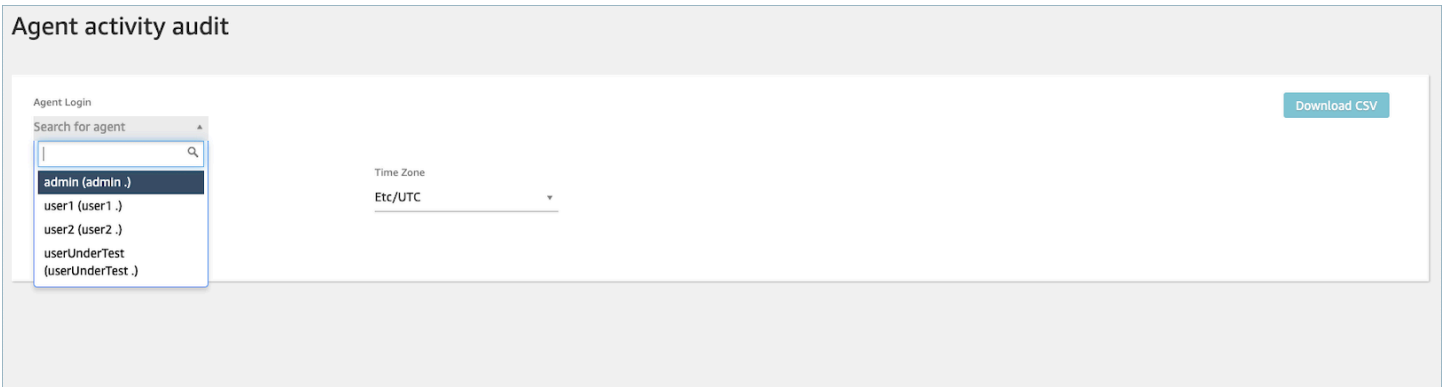 Agent activity audit
Agent Login
Download CSV
Search for agent
admin (admin .)
user1 (user1 .)
user2 (user2 .)
userUnderTest
(userUnderTest .)
Time Zone
Etc/UTC